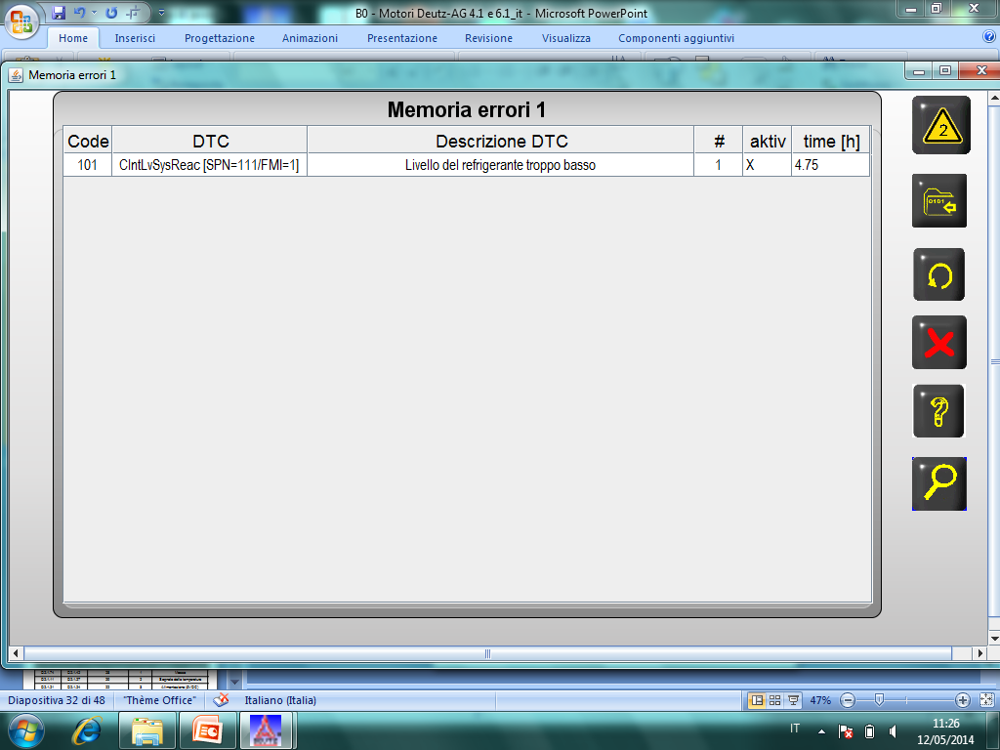 B0 - Motori Deutz-AG 4.1 e 6.1_it - Microsoft PowerPoint
Home Inserisci Progettazione Animazioni Presentazione Revisione Visualizza Componenti aggiuntivi
Memoria errori 1
Memoria errori 1
Code DTC Descrizione DTC # aktiv time [h]
101 ClntLvSysReac [SPN=111/FMI=1] Livello del refrigerante troppo basso 1 X 4.75
2
0101
Diapositiva 32 di 48 "Thème Office" Italiano (Italia) 47%
IT 11:26
12/05/2014